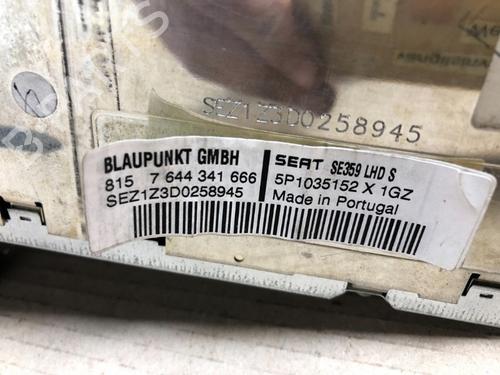 SEZ1Z3D0258945
BLAUPUNKT GMBH
815 7 644 341 666
SEZ1Z3D0258945
SEAT SE359 LHD S
5P1035152 X 1GZ
Made in Portugal